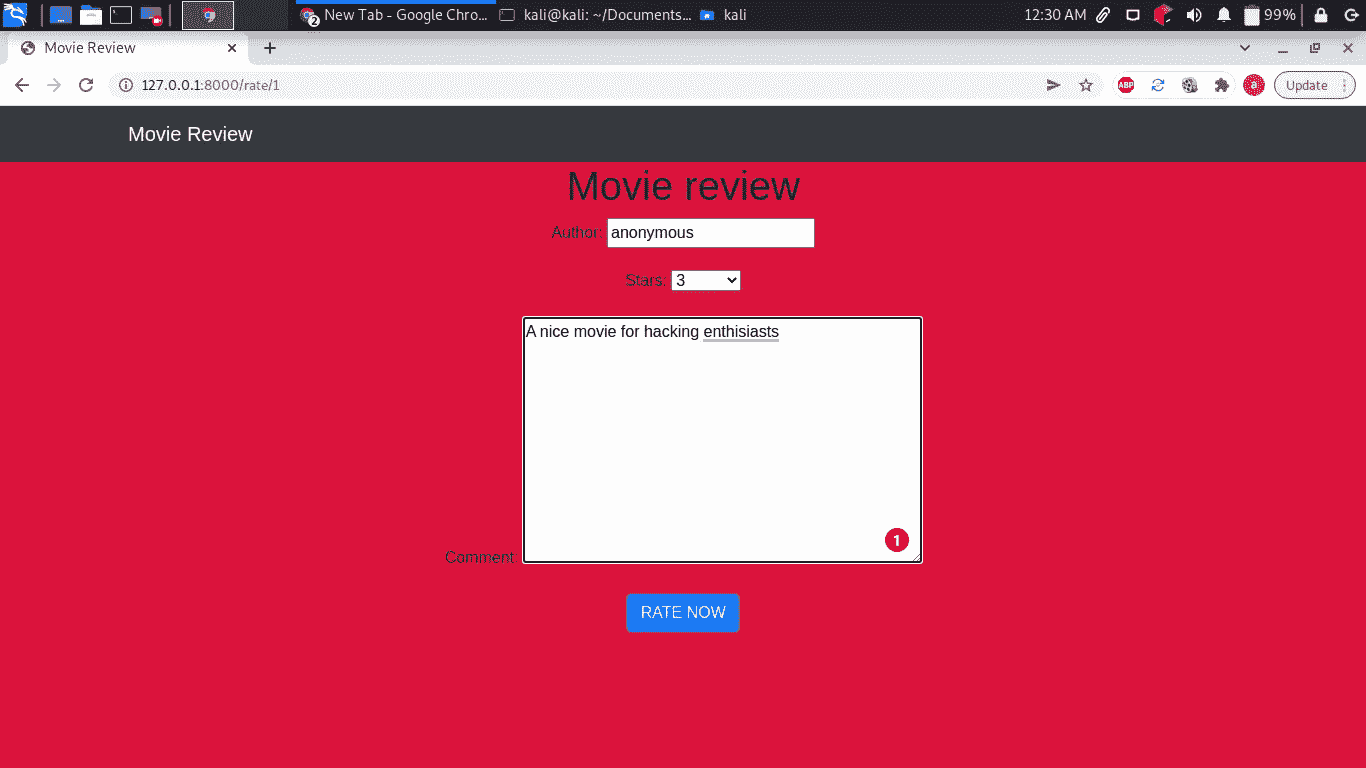 2 New Tab - Google Chro... kali@kali: ~/Documents... kali 12:30 AM 99%
Movie Review
127.0.0.1:8000/rate/1 ABP a Update
Movie Review
Movie review
Author: anonymous
Stars: 3
A nice movie for hacking enthisiasts
1
Comment:
RATE NOW